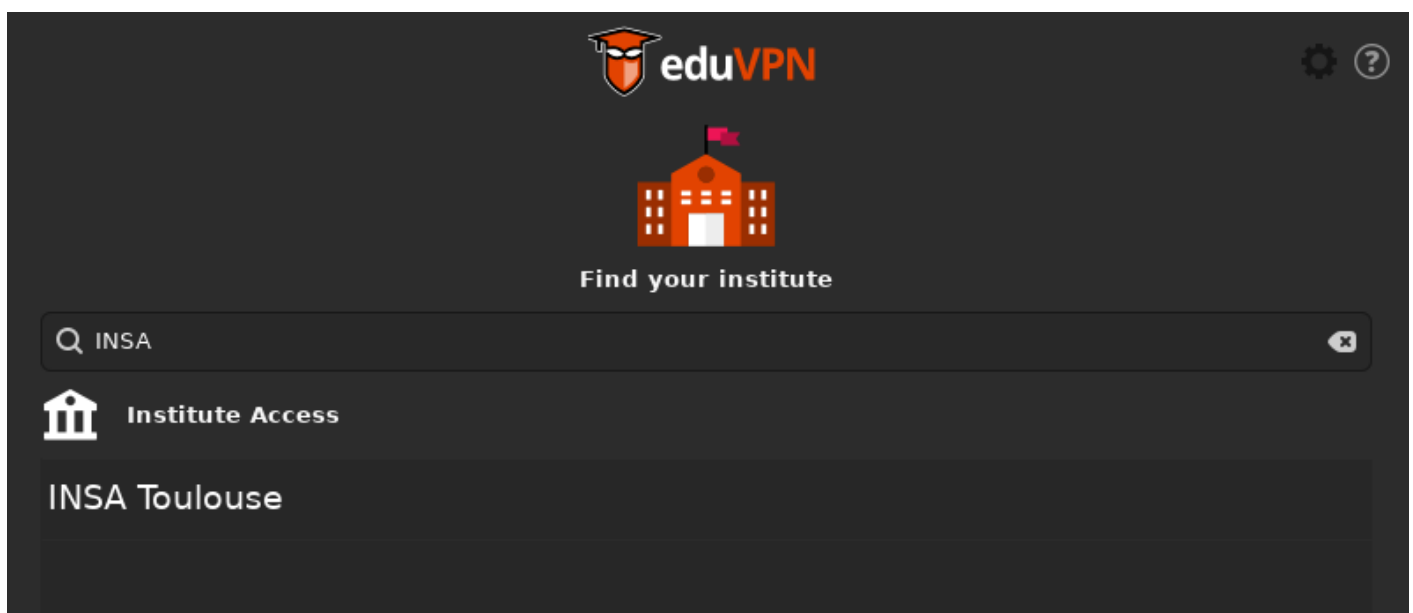 eduVPN
?
Find your institute
INSA
Institute Access
INSA Toulouse